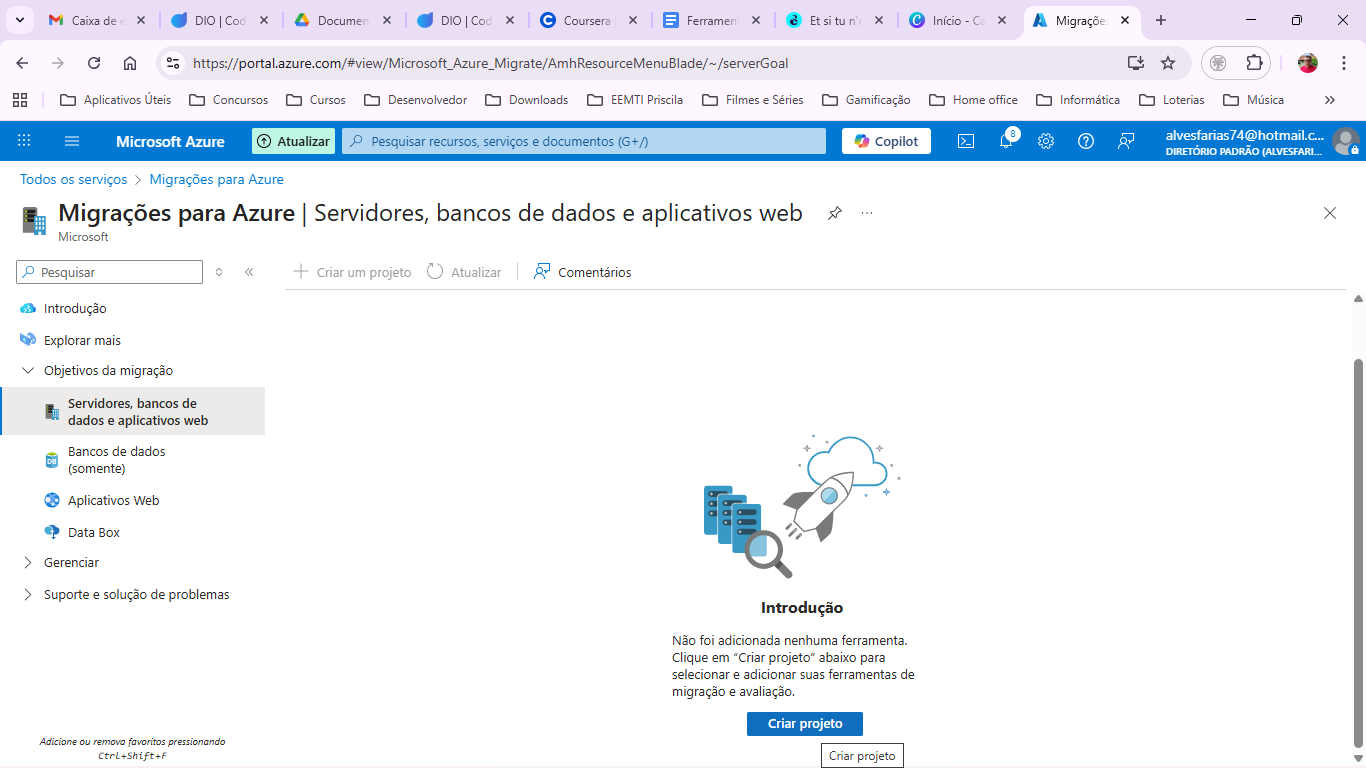 Caixa de e
DIO | Cod
Documen
DIO | Cod
Coursera
Ferrament
Et si tu n'e
Início - Ca
Migrações
https://portal.azure.com/#view/Microsoft_Azure_Migrate/AmhResourceMenuBlade/~/serverGoal
Aplicativos Úteis
Concursos
Cursos
Desenvolvedor
Downloads
EEMTI Priscila
Filmes e Séries
Gamificação
Home office
Informática
Loterias
Música
Microsoft Azure
Atualizar
Pesquisar recursos, serviços e documentos (G+/)
Copilot
8
alvesfarias74@hotmail.c...
DIRETÓRIO PADRÃO (ALVESFARI...
Todos os serviços > Migrações para Azure
Migrações para Azure | Servidores, bancos de dados e aplicativos web
Microsoft
Pesquisar
Criar um projeto
Atualizar
Comentários
Introdução
Explorar mais
Objetivos da migração
Servidores, bancos de
dados e aplicativos web
DB
Bancos de dados
(somente)
Aplicativos Web
Data Box
Gerenciar
Suporte e solução de problemas
Adicione ou remova favoritos pressionando
Ctrl+Shift+F
Introdução
Não foi adicionada nenhuma ferramenta.
Clique em “Criar projeto” abaixo para
selecionar e adicionar suas ferramentas de
migração e avaliação.
Criar projeto
Criar projeto